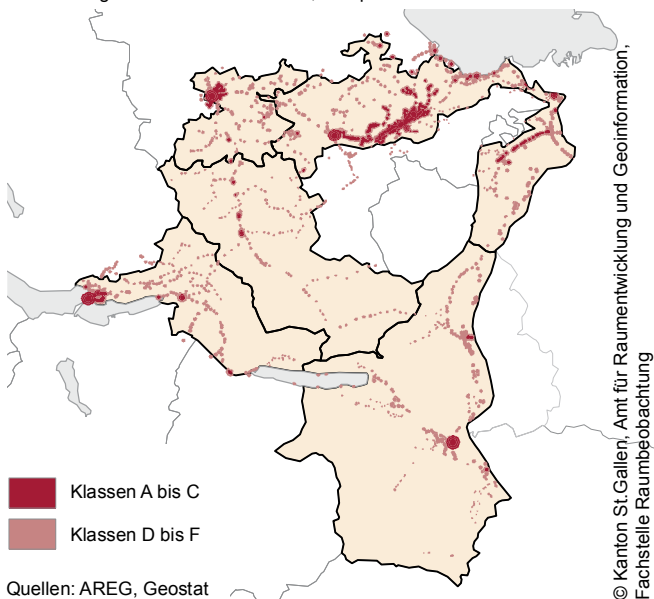 Klassen A bis C
Klassen D bis F
Quellen: AREG, Geostat
© Kanton St.Gallen, Amt für Raumentwicklung und Geoinformation,
Fachstelle Raumbeobachtung